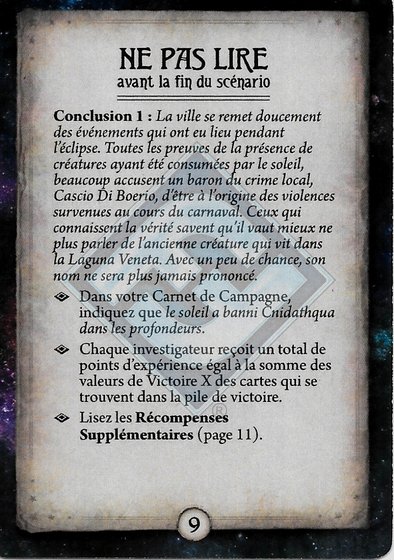 NE PAS LIRE
avant la fin du scénario
Conclusion 1 : La ville se remet doucement
des événements qui ont eu lieu pendant
l'éclipse. Toutes les preuves de la présence de
créatures ayant été consumées par le soleil,
beaucoup accusent un baron du crime local,
Cascio Di Boerio, d'être à l'origine des violences
survenues au cours du carnaval. Ceux qui
connaissent la vérité savent qu'il vaut mieux ne
plus parler de l'ancienne créature qui vit dans
la Laguna Veneta. Avec un peu de chance, son
nom ne sera plus jamais prononcé.
Dans votre Carnet de Campagne,
indiquez que le soleil a banni Cnidathqua
dans les profondeurs.
Chaque investigateur reçoit un total de
points d'expérience égal à la somme des
valeurs de Victoire X des cartes qui se
trouvent dans la pile de victoire.
Lisez les Récompenses
Supplémentaires (page 11).
®
9